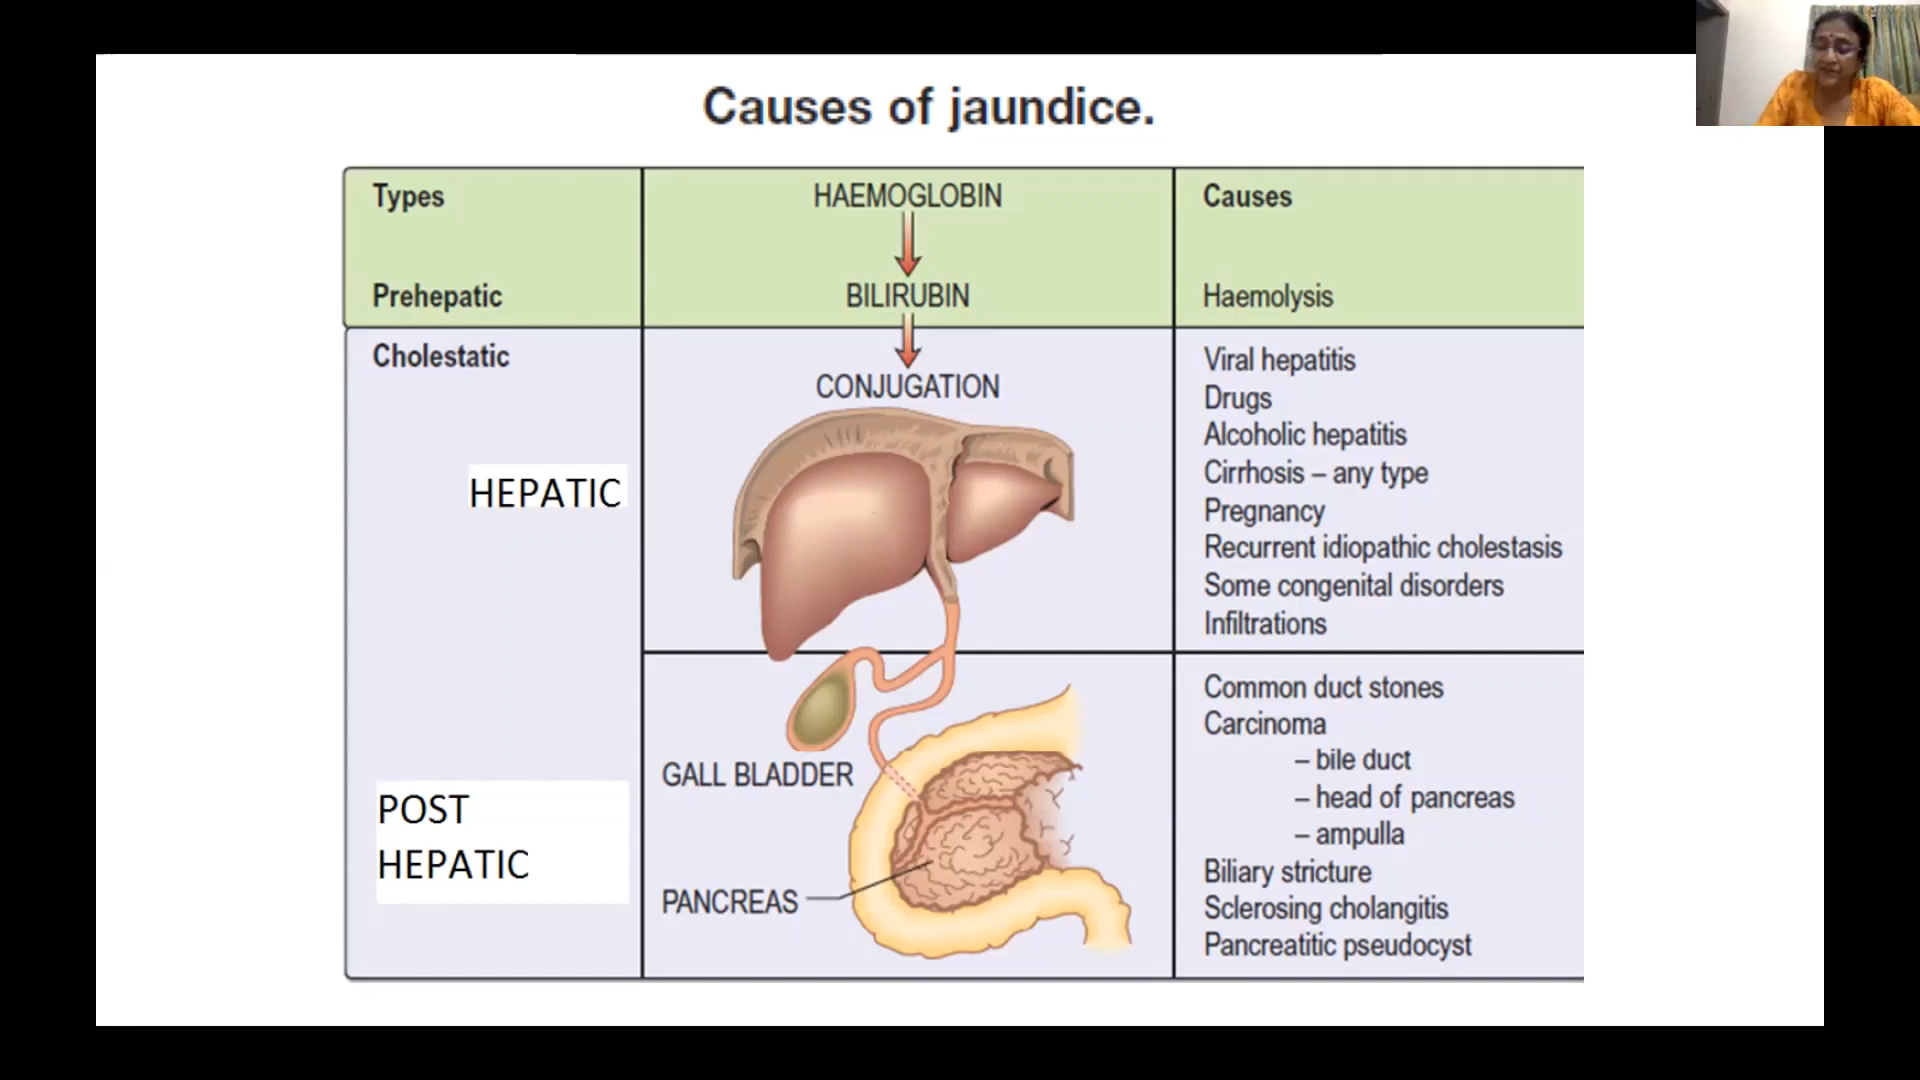 Causes of jaundice.
Types
HAEMOGLOBIN
Causes
Prehepatic
BILIRUBIN
Haemolysis
Cholestatic
CONJUGATION
HEPATIC
Viral hepatitis
Drugs
Alcoholic hepatitis
Cirrhosis – any type
Pregnancy
Recurrent idiopathic cholestasis
Some congenital disorders
Infiltrations
POST
HEPATIC
GALL BLADDER
PANCREAS
Common duct stones
Carcinoma
– bile duct
– head of pancreas
– ampulla
Biliary stricture
Sclerosing cholangitis
Pancreatitic pseudocyst